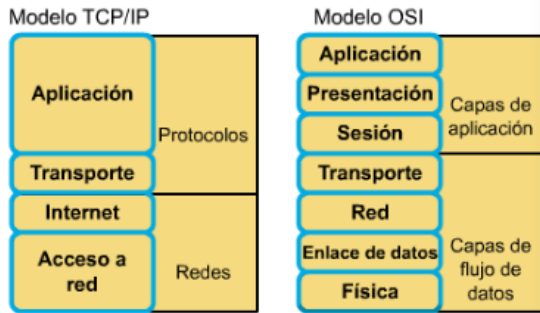 Modelo TCP/IP
Aplicación
Transporte
Internet
Acceso a
red
Protocolos
Redes
Modelo OSI
Aplicación
Presentación
Sesión
Transporte
Red
Enlace de datos
Física
Capas de
aplicación
Capas de
flujo de
datos